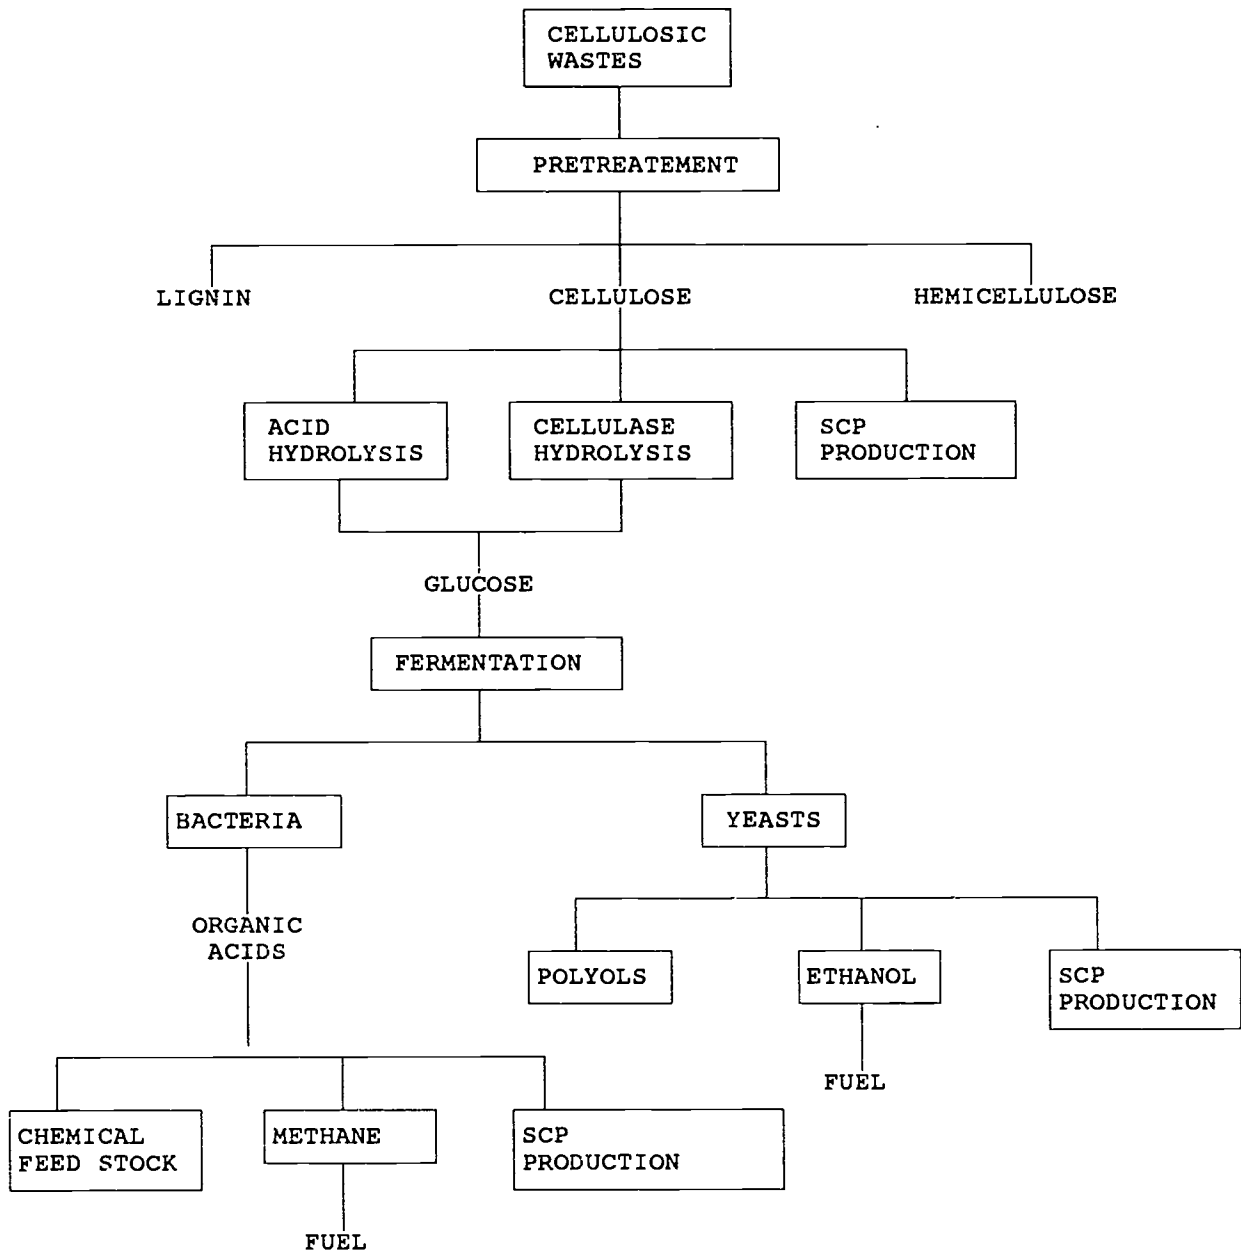 CELLULOSIC
WASTES
PRETREATEMENT
LIGNIN
CELLULOSE
HEMICELLULOSE
ACID
HYDROLYSIS
CELLULASE
HYDROLYSIS
SCP
PRODUCTION
GLUCOSE
FERMENTATION
BACTERIA
YEASTS
ORGANIC
ACIDS
POLYOLS
ETHANOL
SCP
PRODUCTION
FUEL
CHEMICAL
FEED STOCK
METHANE
SCP
PRODUCTION
FUEL